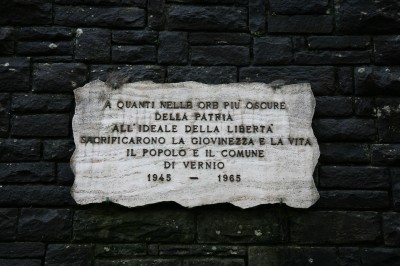 A QUANTI NELLE ORE PIU' OSCURE
DELLA PATRIA
ALL'IDEALE DELLA LIBERTA'
SACRIFICARONO LA GIOVINEZZA E LA VITA
IL POPOLO E IL COMUNE
DI VERNIO
1945 - 1965